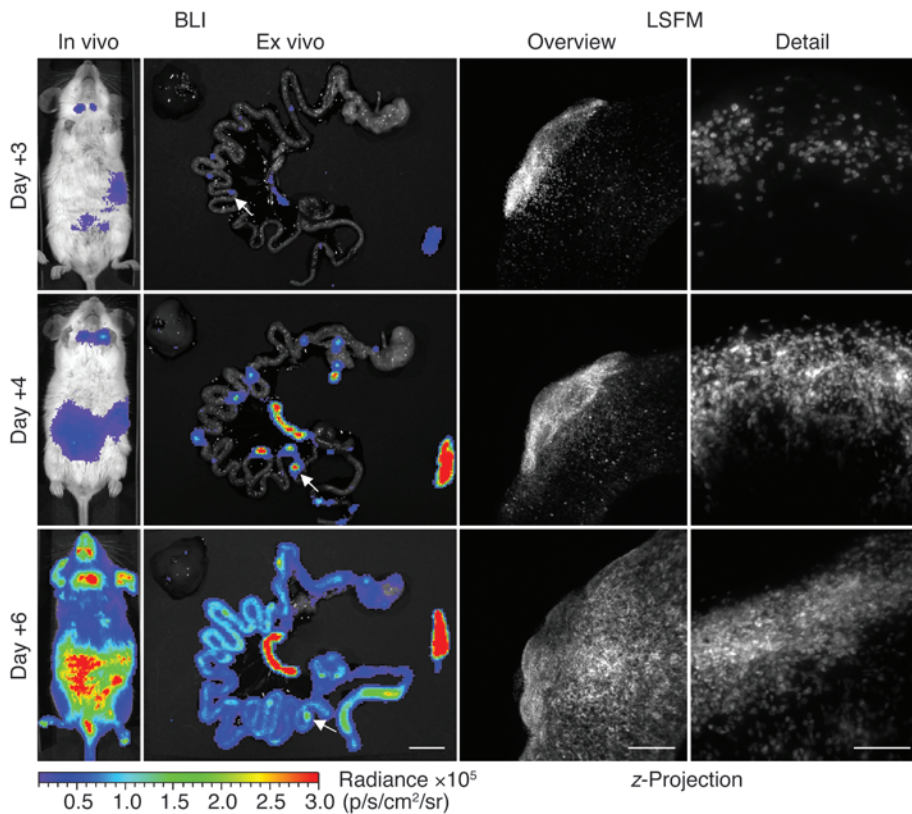 BLI
LSFM
In vivo
Ex vivo
Overview
Detail
Day +3
Day +4
Day +6
0.5 1.0 1.5 2.0 2.5 3.0
Radiance ×10⁵
(p/s/cm²/sr)
z-Projection